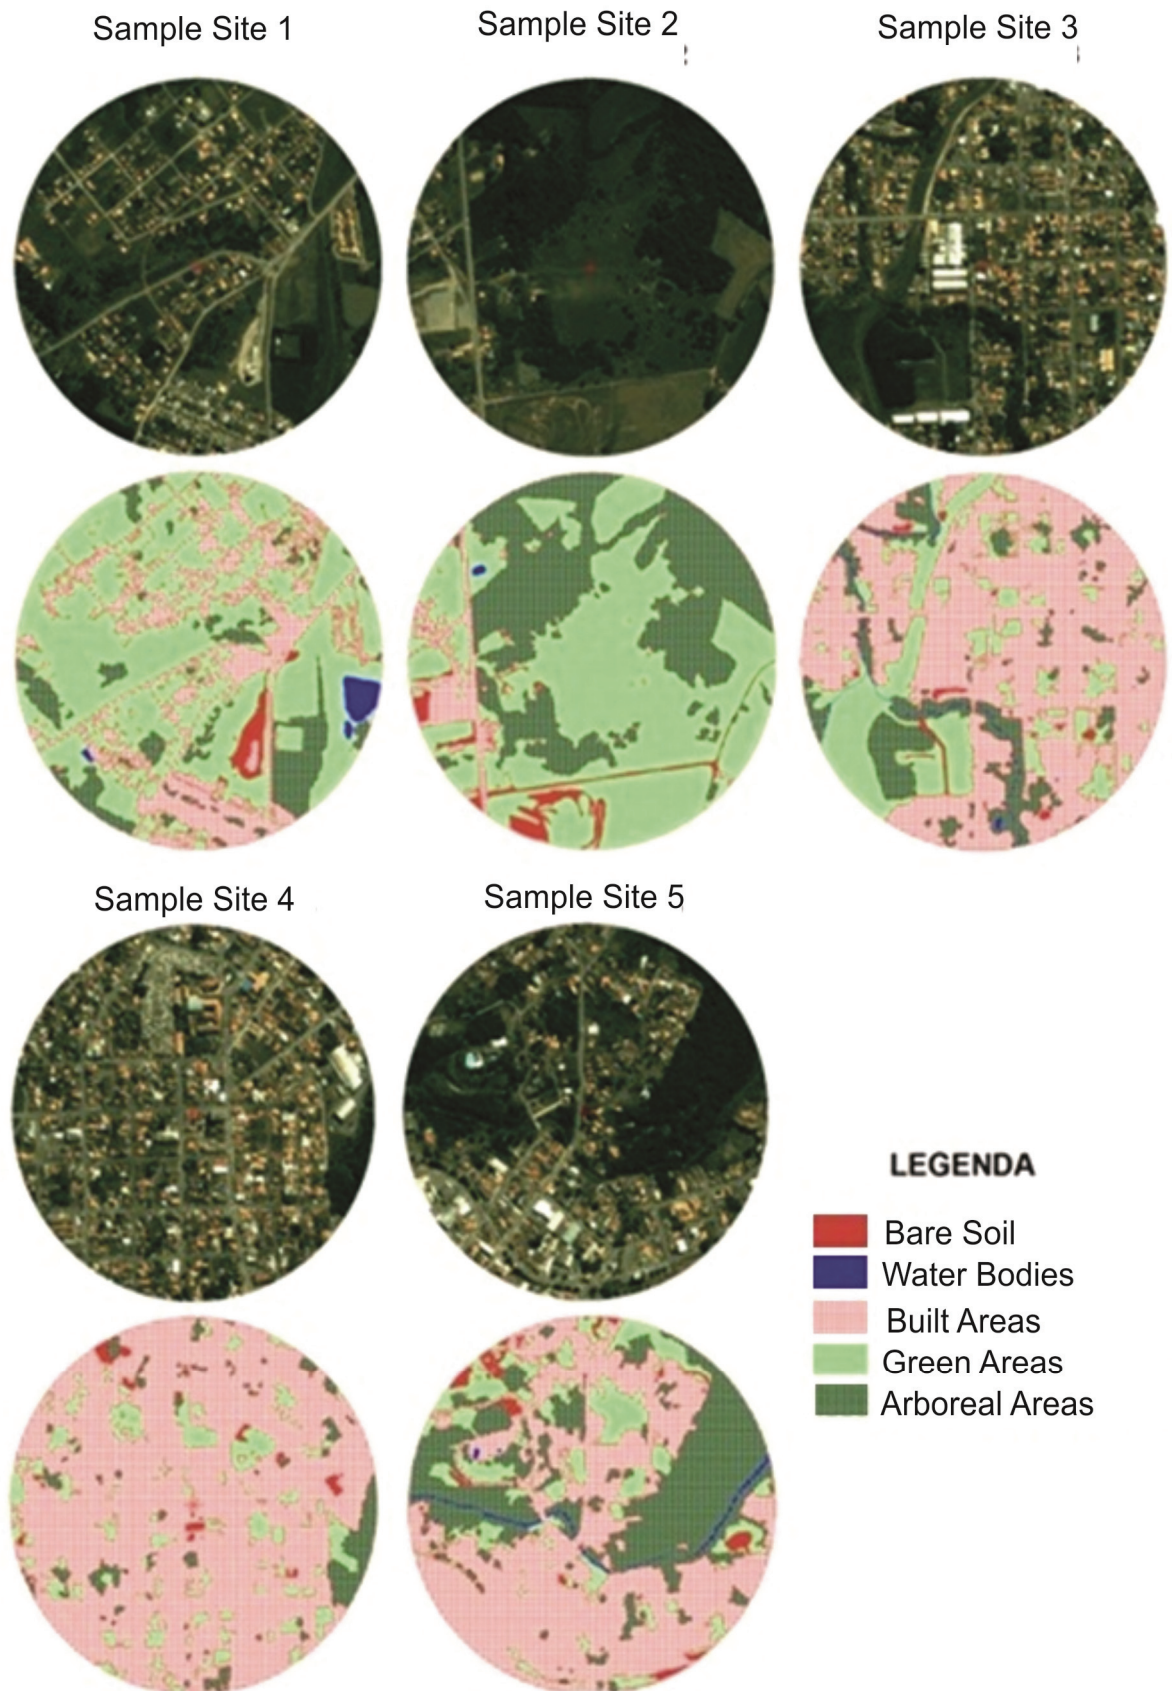 Sample Site 1
Sample Site 2
Sample Site 3
Sample Site 4
Sample Site 5
LEGENDA
Bare Soil
Water Bodies
Built Areas
Green Areas
Arboreal Areas